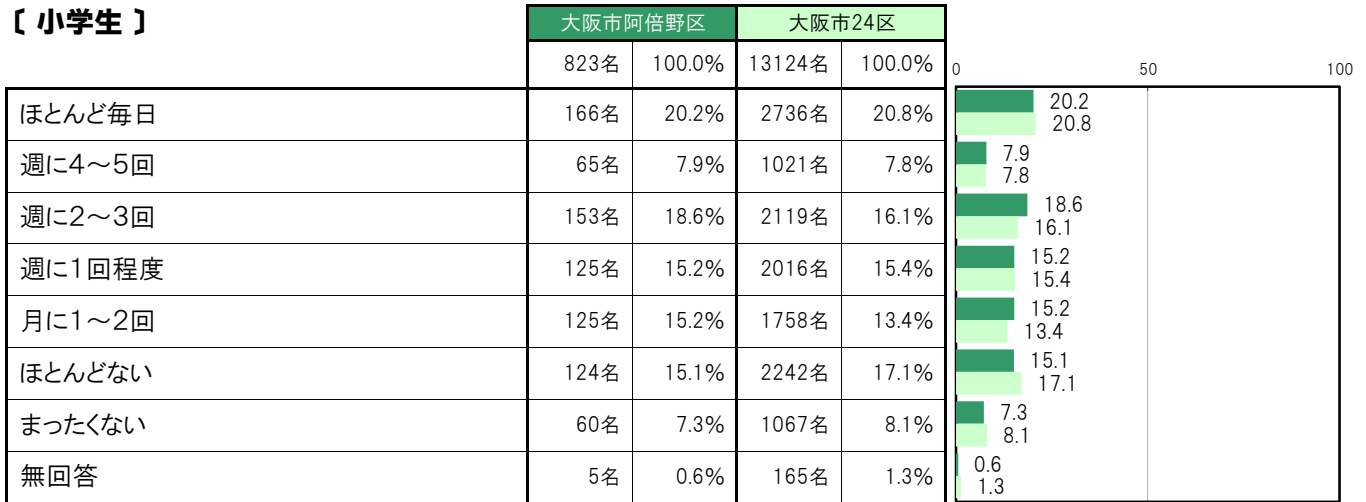 〔 小学生 〕
大阪市阿倍野区 大阪市24区
823名 100.0% 13124名 100.0%
0 50 100
ほとんど毎日 166名 20.2% 2736名 20.8% 20.2
20.8
週に4～5回 65名 7.9% 1021名 7.8% 7.9
7.8
週に2～3回 153名 18.6% 2119名 16.1% 18.6
16.1
週に1回程度 125名 15.2% 2016名 15.4% 15.2
15.4
月に1～2回 125名 15.2% 1758名 13.4% 15.2
13.4
ほとんどない 124名 15.1% 2242名 17.1% 15.1
17.1
まったくない 60名 7.3% 1067名 8.1% 7.3
8.1
無回答 5名 0.6% 165名 1.3% 0.6
1.3